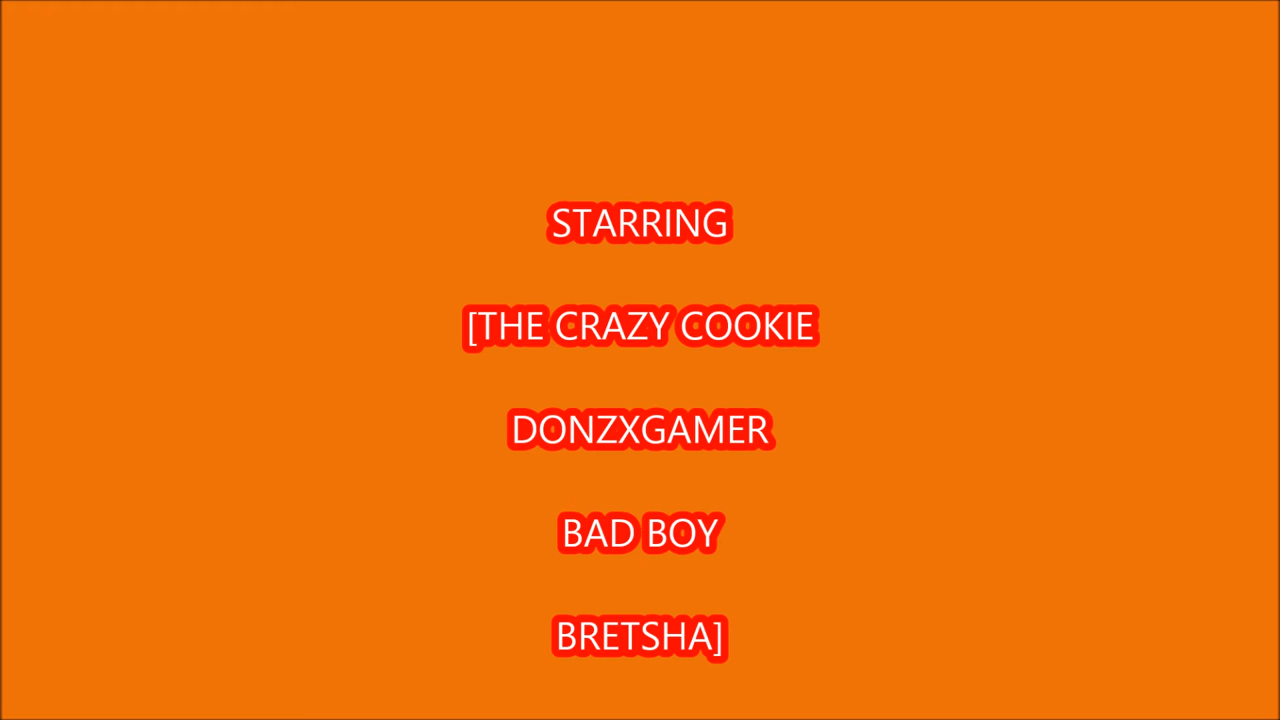 STARRING
[THE CRAZY COOKIE
DONZXGAMER
BAD BOY
BRETSHA]